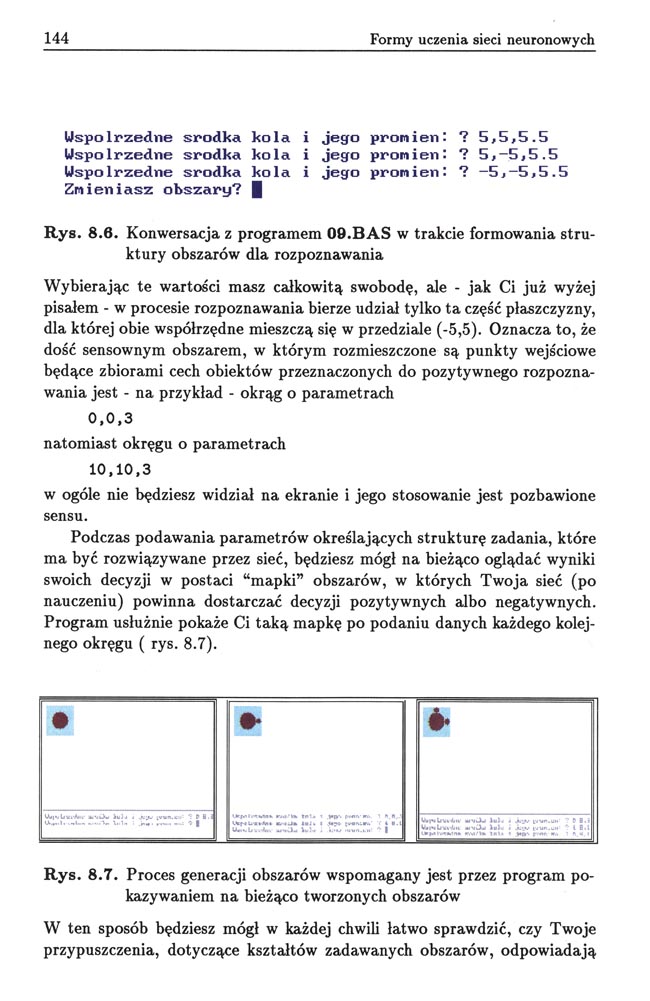 144
Formy uczenia sieci neuronowych
Wspolrzedne srodka kola i jego promien: ? 5,5,5.5
Wspolrzedne srodka kola i jego promien: ? 5,-5,5.5
Wspolrzedne srodka kola i jego promien: ? -5,-5,5.5
Zmieniasz obszary?
Rys. 8.6. Konwersacja z programem 09.BAS w trakcie formowania stru-
ktury obszarów dla rozpoznawania
Wybierając te wartości masz całkowitą swobodę, ale - jak Ci już wyżej
pisałem - w procesie rozpoznawania bierze udział tylko ta część płaszczyzny,
dla której obie współrzędne mieszczą się w przedziale (-5,5). Oznacza to, że
dość sensownym obszarem, w którym rozmieszczone są punkty wejściowe
będące zbiorami cech obiektów przeznaczonych do pozytywnego rozpozna-
wania jest - na przykład - okrąg o parametrach
0,0,3
natomiast okręgu o parametrach
10,10,3
w ogóle nie będziesz widział na ekranie i jego stosowanie jest pozbawione
sensu.
Podczas podawania parametrów określających strukturę zadania, które
ma być rozwiązywane przez sieć, będziesz mógł na bieżąco oglądać wyniki
swoich decyzji w postaci “mapki” obszarów, w których Twoja sieć (po
nauczeniu) powinna dostarczać decyzji pozytywnych albo negatywnych.
Program usłużnie pokaże Ci taką mapkę po podaniu danych każdego kolej-
nego okręgu ( rys. 8.7).
Rys. 8.7. Proces generacji obszarów wspomagany jest przez program po-
kazywaniem na bieżąco tworzonych obszarów
W ten sposób będziesz mógł w każdej chwili łatwo sprawdzić, czy Twoje
przypuszczenia, dotyczące kształtów zadawanych obszarów, odpowiadają